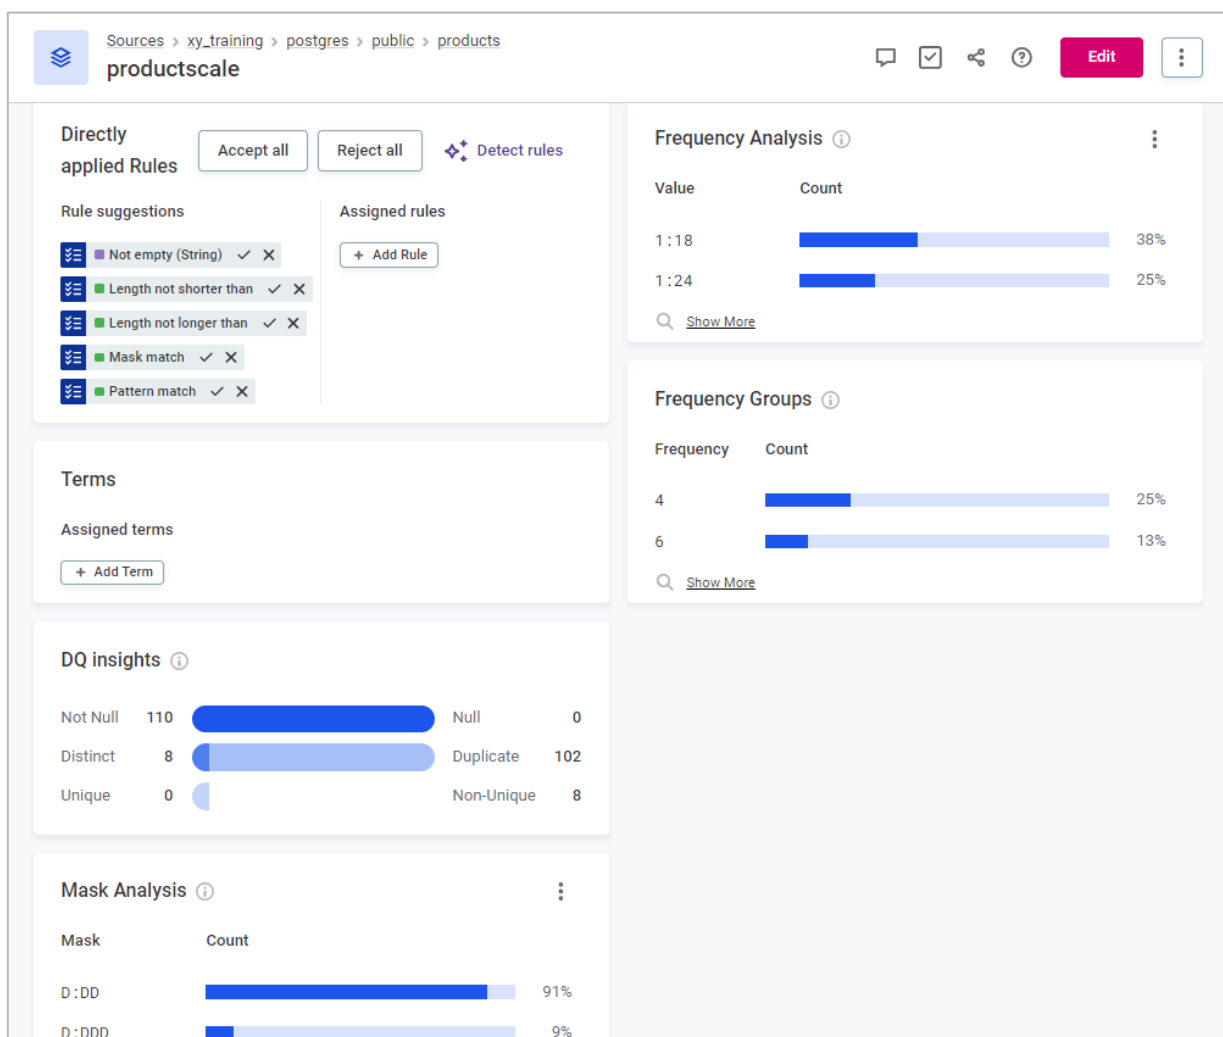 Sources > xy_training > postgres > public > products
productscale
Edit
Directly
applied Rules
Accept all
Reject all
Detect rules
Rule suggestions
Assigned rules
Not empty (String)
+ Add Rule
Length not shorter than
Length not longer than
Mask match
Pattern match
Terms
Assigned terms
+ Add Term
DQ insights
Not Null 110 Null 0
Distinct 8 Duplicate 102
Unique 0 Non-Unique 8
Mask Analysis
Mask Count
D:DD 91%
D:DDD 9%
Frequency Analysis
Value Count
1:18 38%
1:24 25%
Show More
Frequency Groups
Frequency Count
4 25%
6 13%
Show More